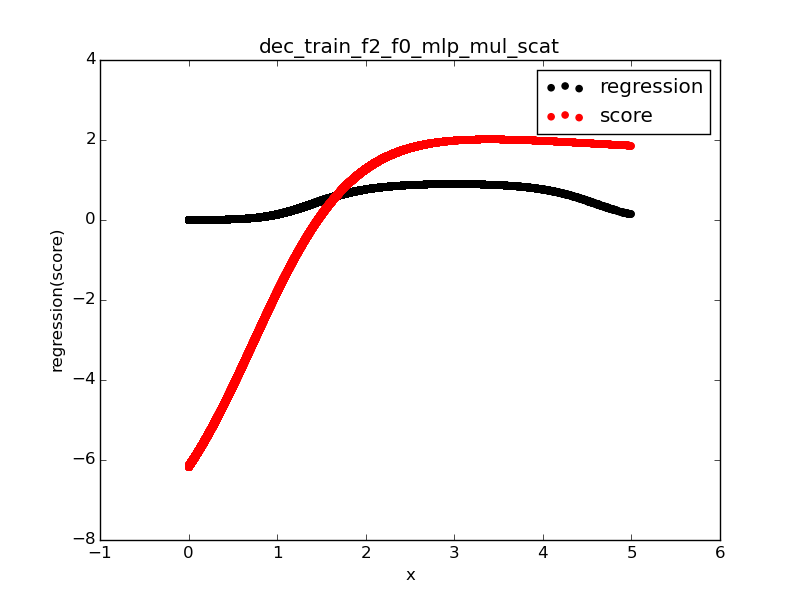 dec_train_f2_f0_mlp_mul_scat
regression
score
4
2
0
−2
−4
−6
−8
regression(score)
−1 0 1 2 3 4 5 6
x